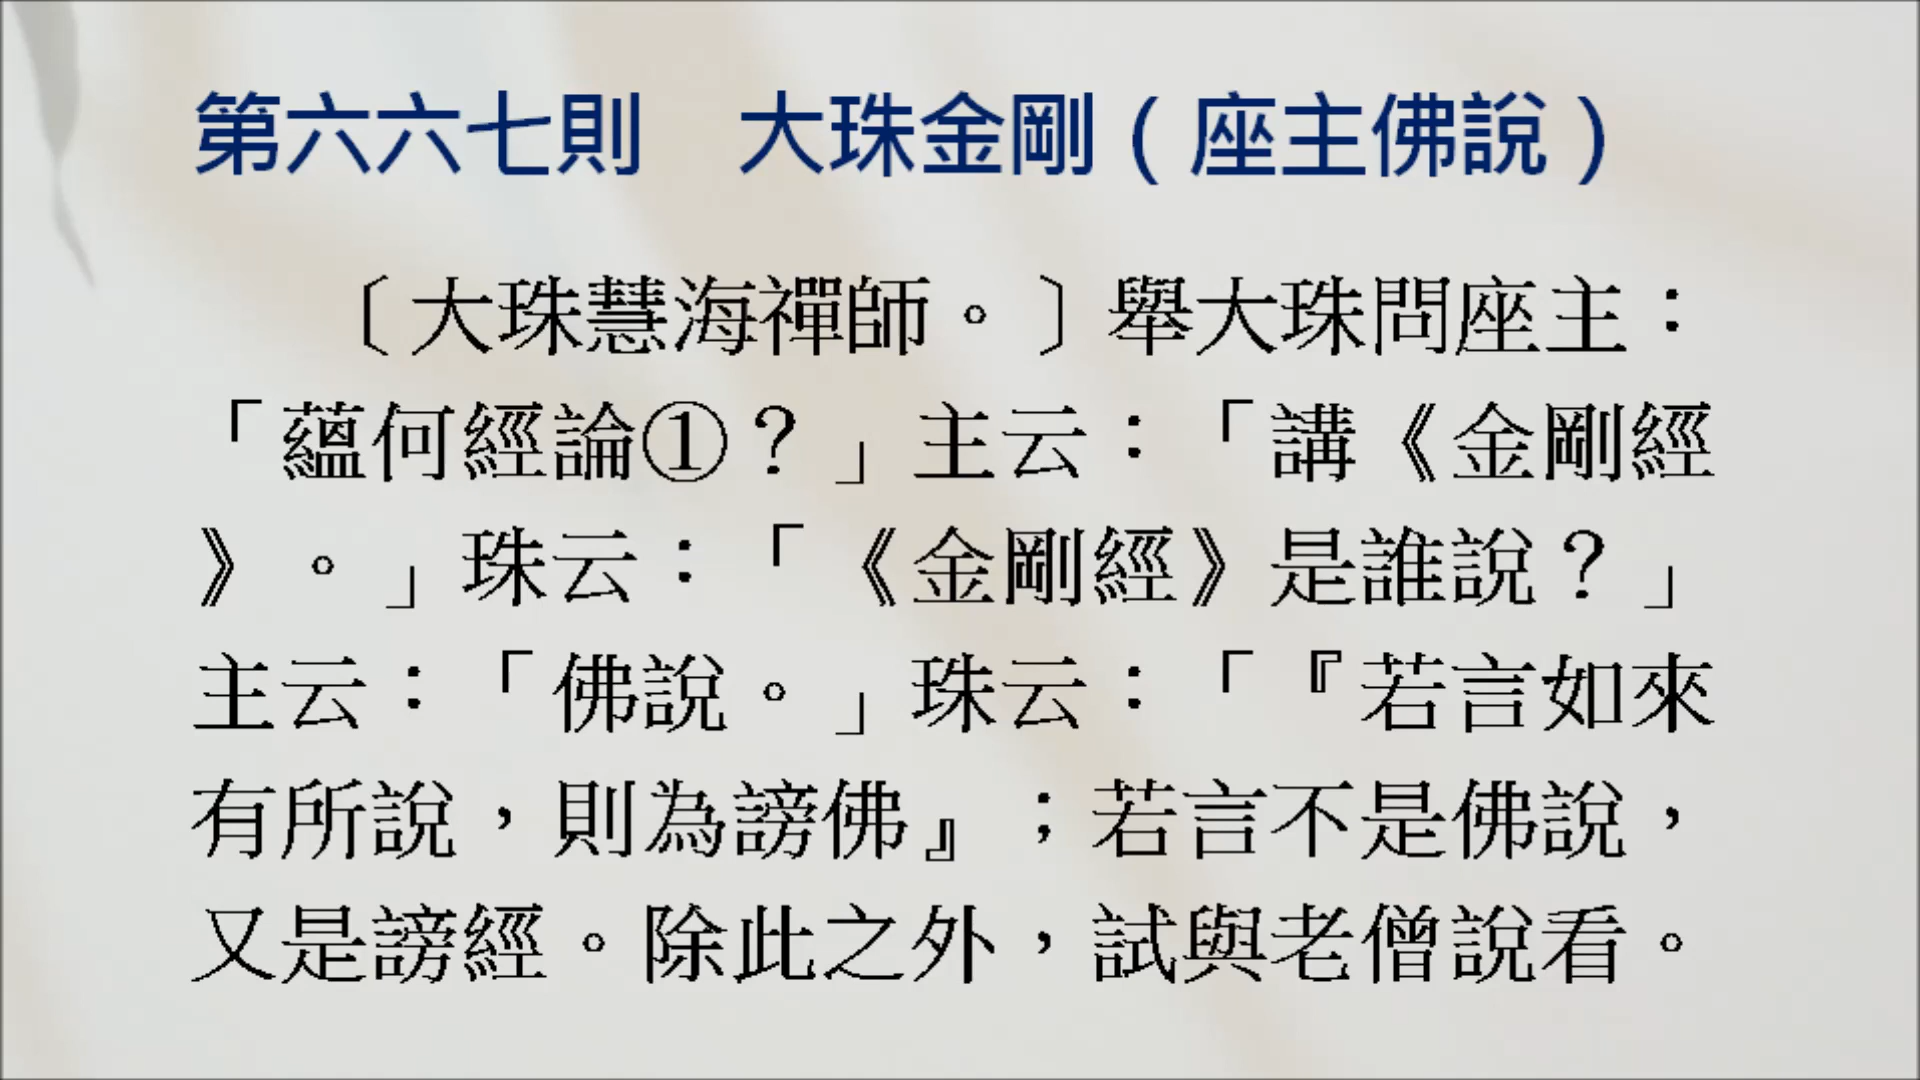 第六六七則　大珠金剛（座主佛說）
〔大珠慧海禪師。〕舉大珠問座主：
「蘊何經論①？」主云：「講《金剛經
》。」珠云：「《金剛經》是誰說？」
主云：「佛說。」珠云：「『若言如來
有所說，則為謗佛』；若言不是佛說，
又是謗經。除此之外，試與老僧說看。